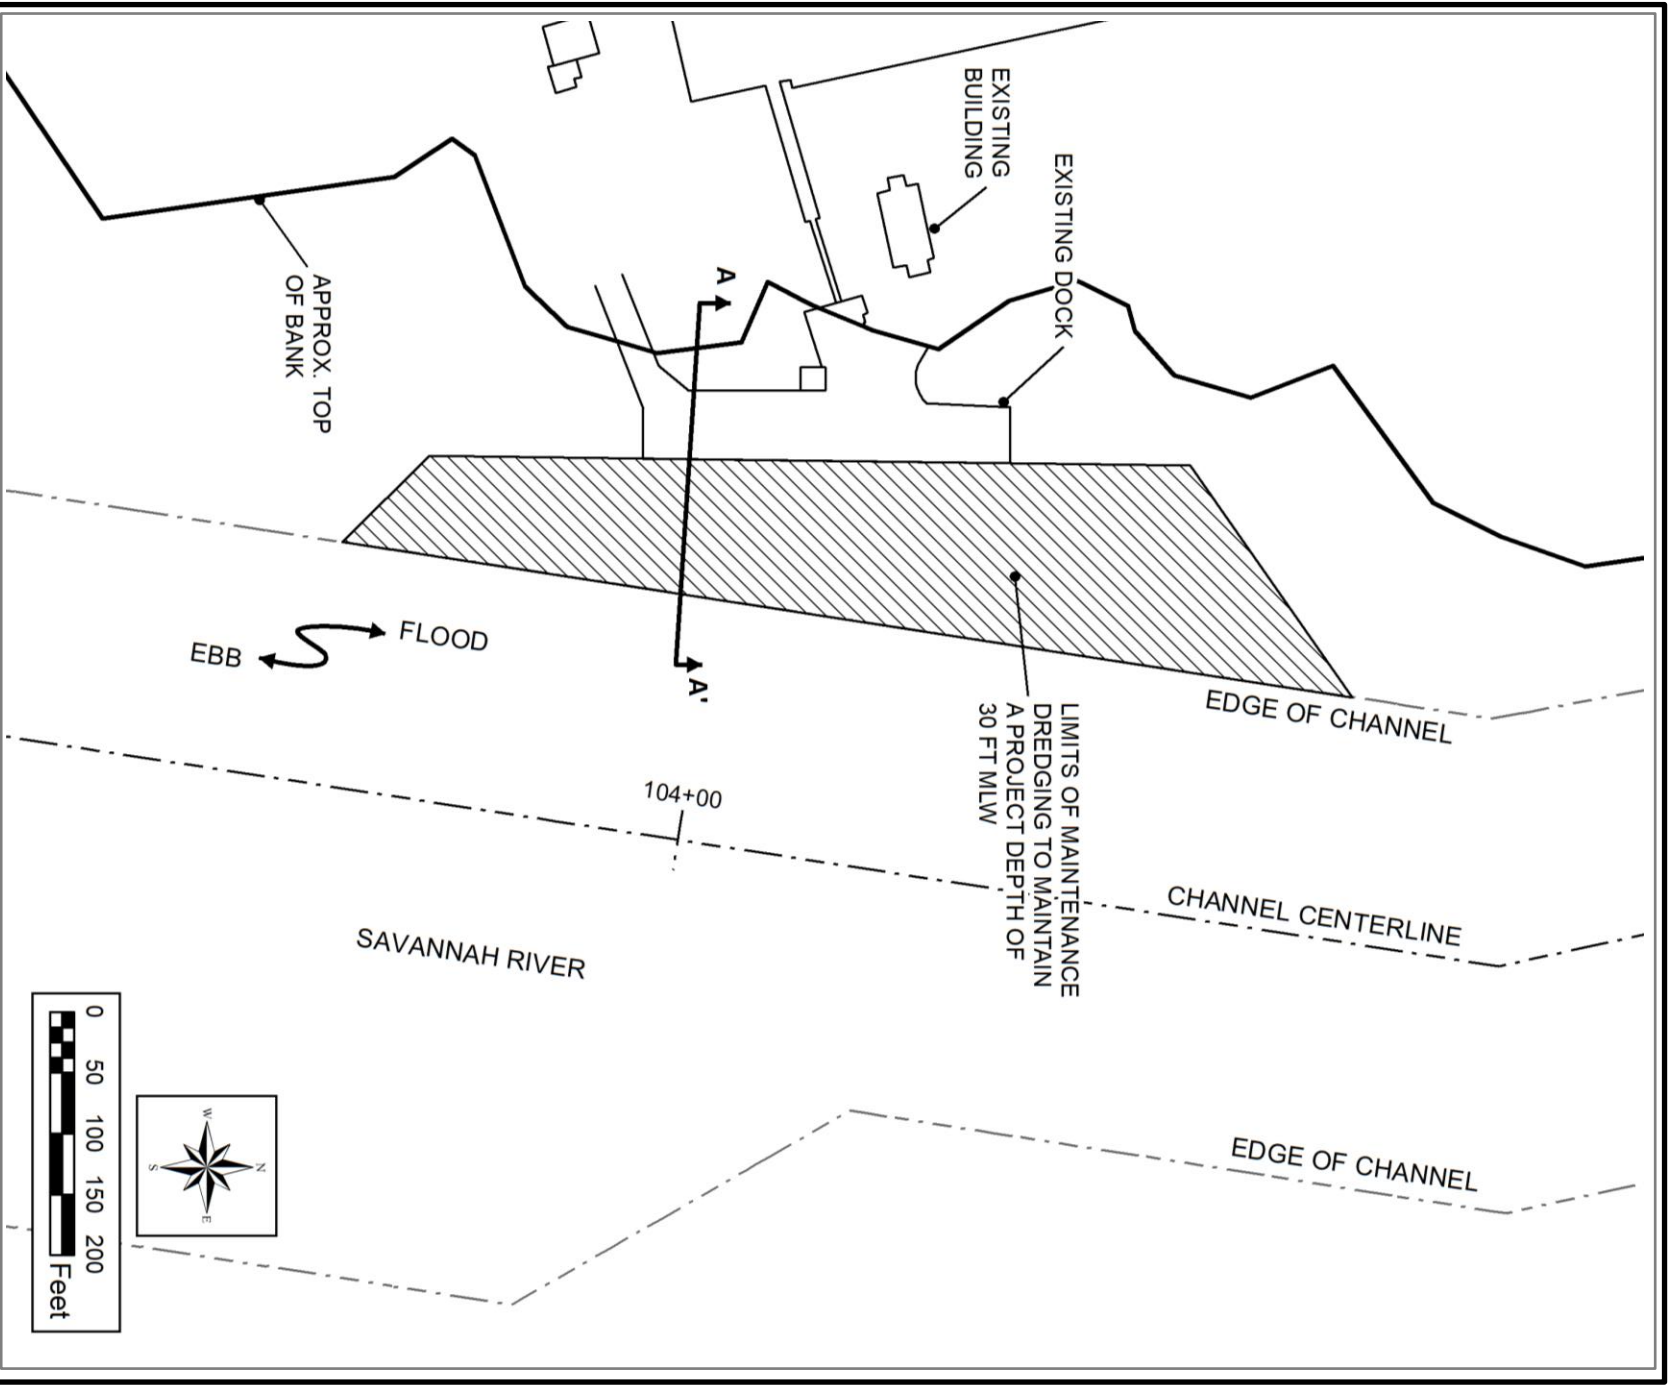 EXISTING
BUILDING
EXISTING DOCK
A
APPROX. TOP
OF BANK
FLOOD
EBB
A'
EDGE OF CHANNEL
LIMITS OF MAINTENANCE
DREDGING TO MAINTAIN
A PROJECT DEPTH OF
30 FT MLW
104+00
CHANNEL CENTERLINE
SAVANNAH RIVER
EDGE OF CHANNEL
0 50 100 150 200
Feet
W
N
S
E